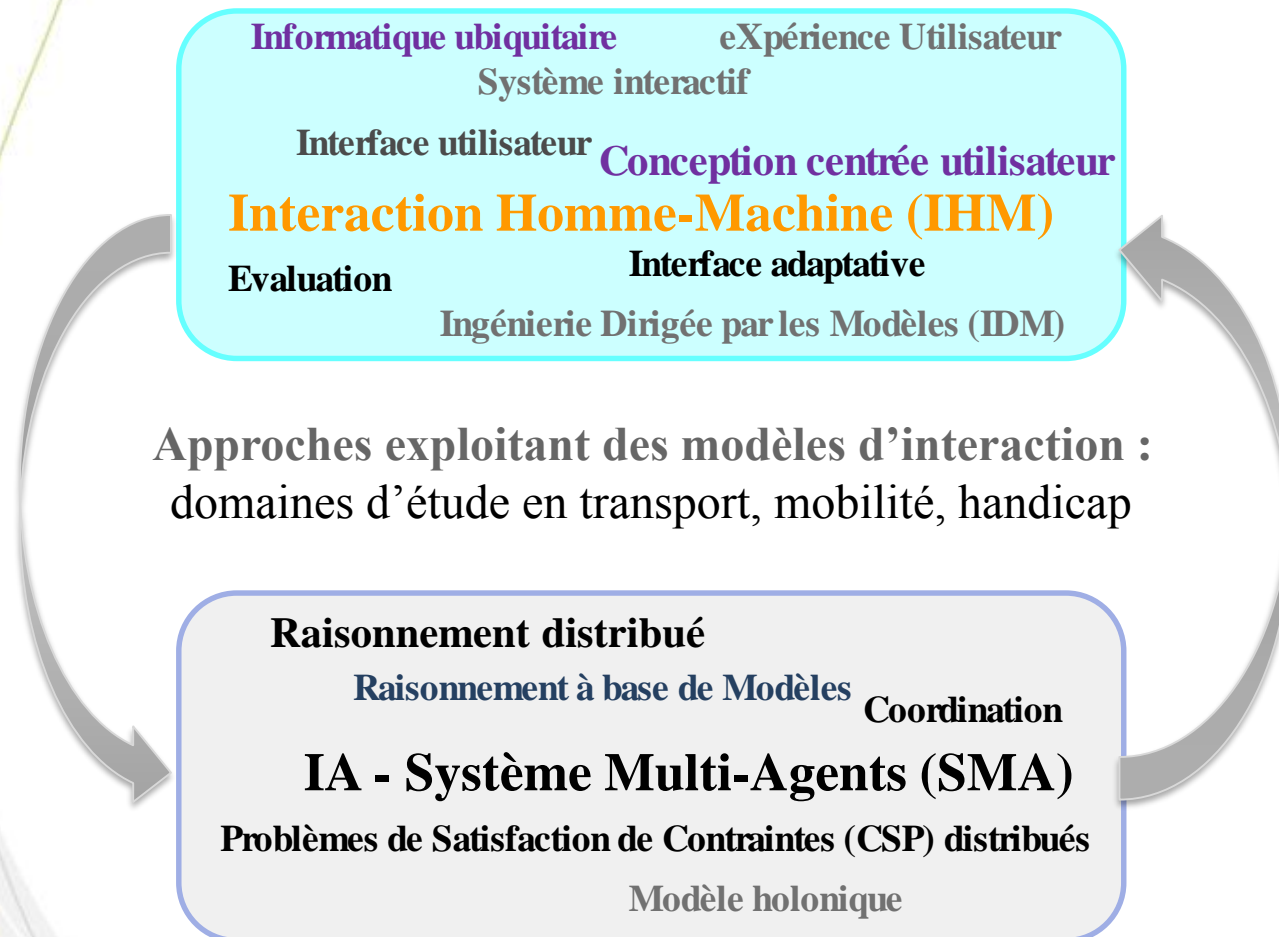 Informatique ubiquitaire eXpérience Utilisateur
Système interactif
Interface utilisateur Conception centrée utilisateur
Interaction Homme-Machine (IHM)
Evaluation Interface adaptative
Ingénierie Dirigée par les Modèles (IDM)
Approches exploitant des modèles d’interaction :
domaines d’étude en transport, mobilité, handicap
Raisonnement distribué
Raisonnement à base de Modèles Coordination
IA - Système Multi-Agents (SMA)
Problèmes de Satisfaction de Contraintes (CSP) distribués
Modèle holonique